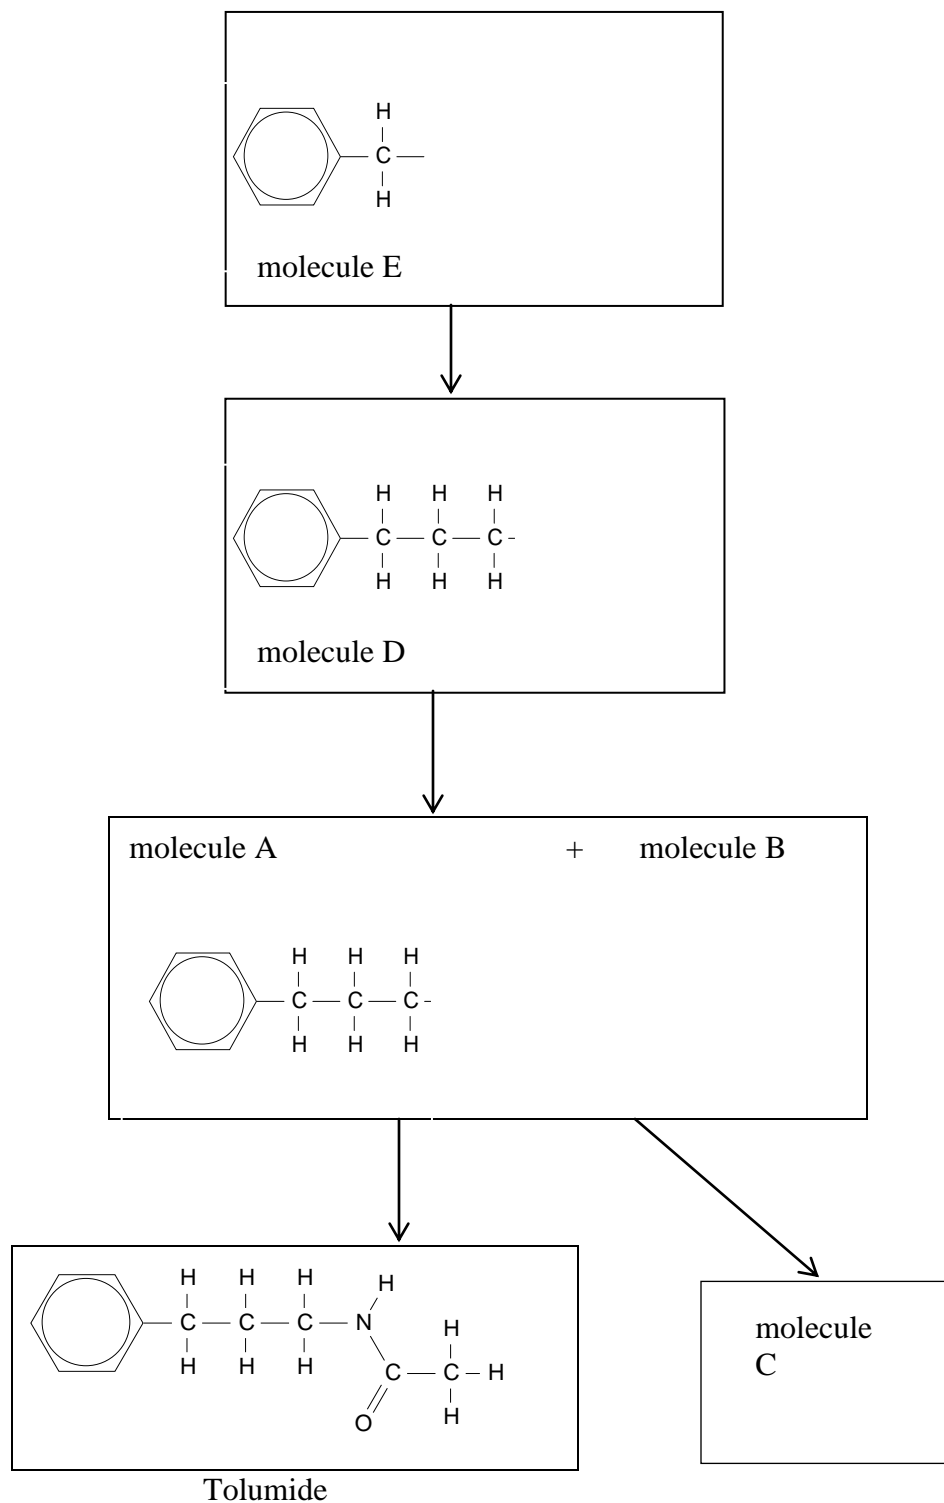 H
C
H
molecule E
H H H
C C C
H H H
molecule D
molecule A + molecule B
H H H
C C C
H H H
H H H H
C C C N H
H H H C C H
O H
Tolumide
molecule
C